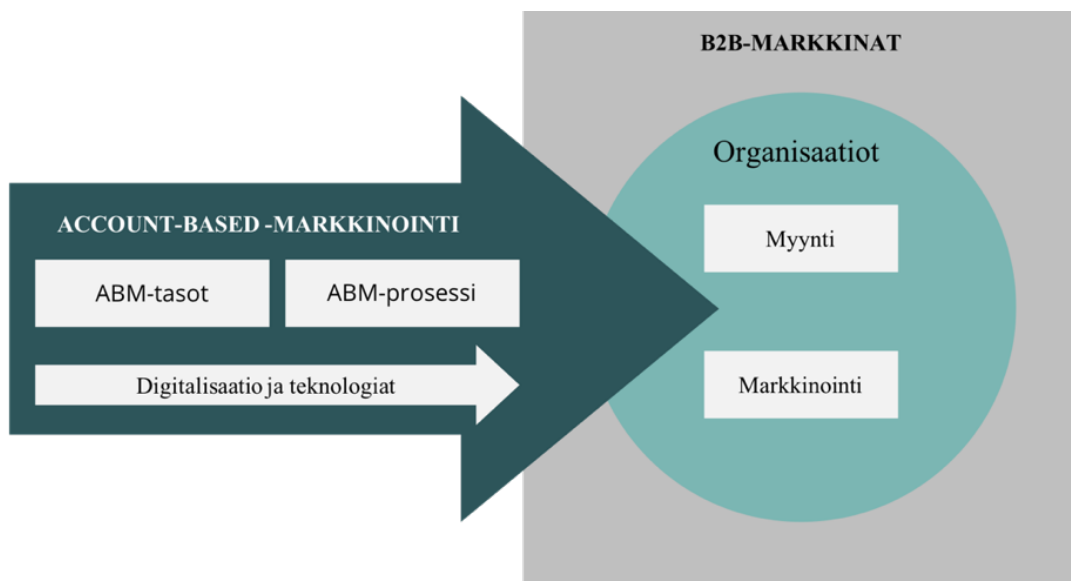 B2B-MARKKINAT
Organisaatiot
ACCOUNT-BASED -MARKKINOINTI
Myynti
ABM-tasot
ABM-prosessi
Digitalisaatio ja teknologiat
Markkinointi